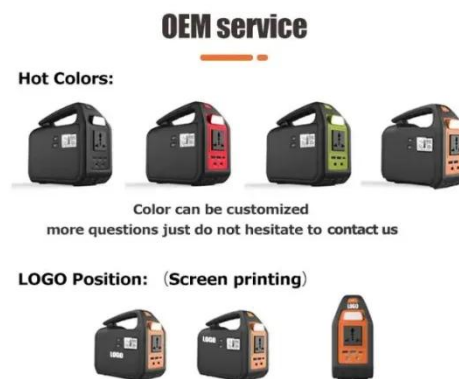 OEM service
Hot Colors:
Color can be customized
more questions just do not hesitate to contact us
LOGO Position: （Screen printing）
LOGO
LOGO
LOGO